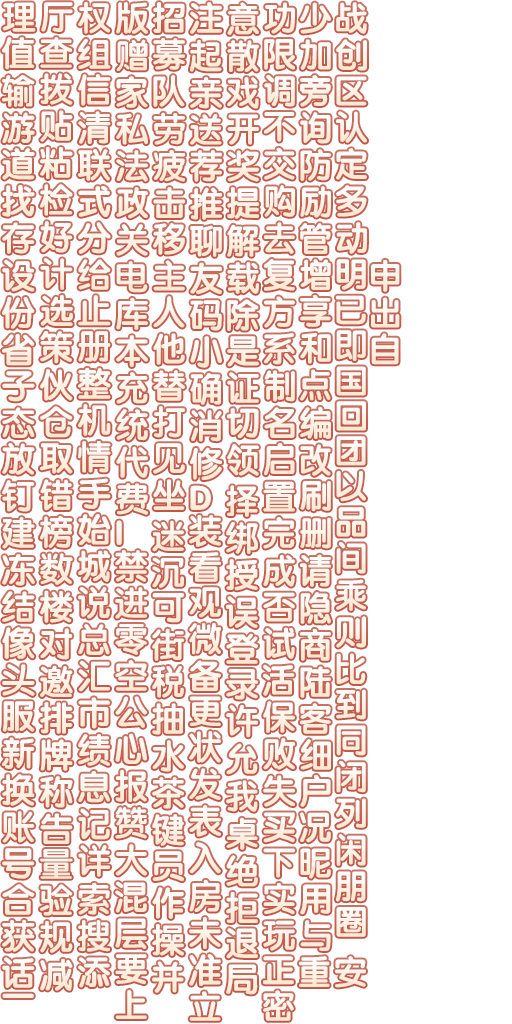 理值输游道找存设份省子态放钉建冻结像头服新换账号合获话一
厅查拨贴粘检好计选策伙仓取错榜数楼对邀排牌称告量验规减
权组信清联式分给止册整机情手始城说总汇市绩息记详索搜添
版赠家私法政关电库本充统代费I禁进零空公心报赞大混层要上
招募队劳疲击移主人他替打见坐迷沉可街税抽水茶键员作操并
注起亲送荐推聊友码小确消修D装看观微备更状发表入房未准立
意散戏开奖提解载除是证切领择绑授误登录许允我桌绝拒退局
功限调不交购去复方系制名启置完成否试活保败失买下实玩正密
少加旁询防励管增享和点编改刷删请隐商陆客细户况昵用与重
战创区认定多动明已即国回团以品间乘则比到同闭列闲朋圈安
申出自